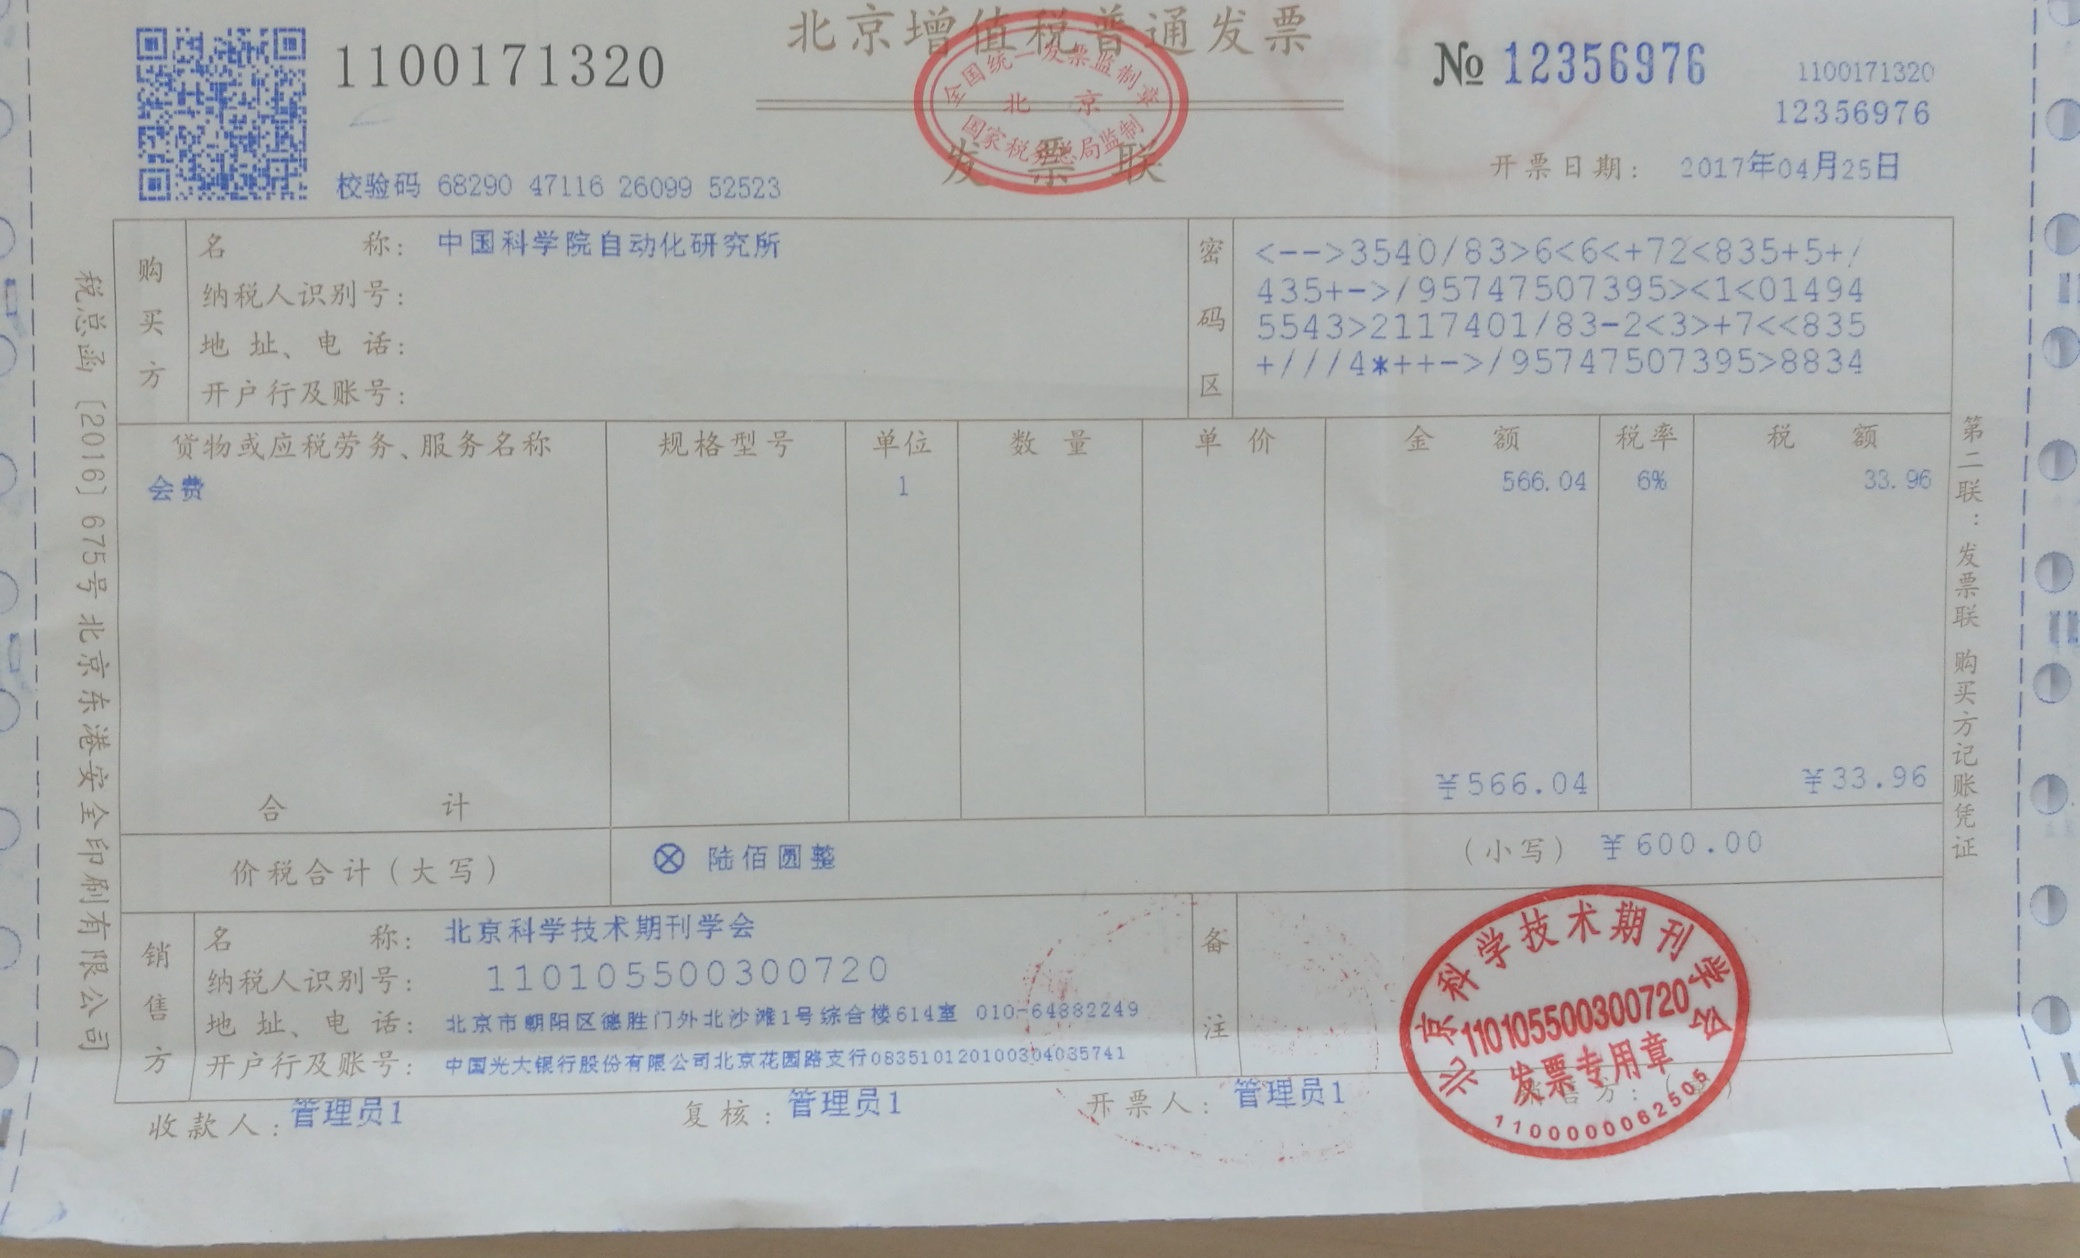 北京增值税普通发票
1100171320
№ 12356976
1100171320
12356976
全国统一发票监制章
北京
国家税务总局监制
发票联
校验码 68290 47116 26099 52523
开票日期: 2017年04月25日
购买方
名称: 中国科学院自动化研究所
纳税人识别号:
地址、电话:
开户行及账号:
密码区
<-->3540/83>6<6<+72<835+5+/
435+->/95747507395><1<01494
5543>2117401/83-2<3>+7<<835
+///4*++->/95747507395>8834
货物或应税劳务、服务名称 规格型号 单位 数量 单价 金额 税率 税额
会费 1 566.04 6% 33.96
合计 ¥566.04 ¥33.96
价税合计(大写) ⊗ 陆佰圆整 (小写) ¥600.00
销售方
名称: 北京科学技术期刊学会
纳税人识别号: 110105500300720
地址、电话: 北京市朝阳区德胜门外北沙滩1号综合楼614室 010-64882249
开户行及账号: 中国光大银行股份有限公司北京花园路支行083510120100304035741
备注
收款人: 管理员1 复核: 管理员1 开票人: 管理员1 销售方:(章)
北京科学技术期刊学会
110105500300720
发票专用章
1100000062505
税总函[2016]675号北京东港安全印刷有限公司
第二联:发票联 购买方记账凭证